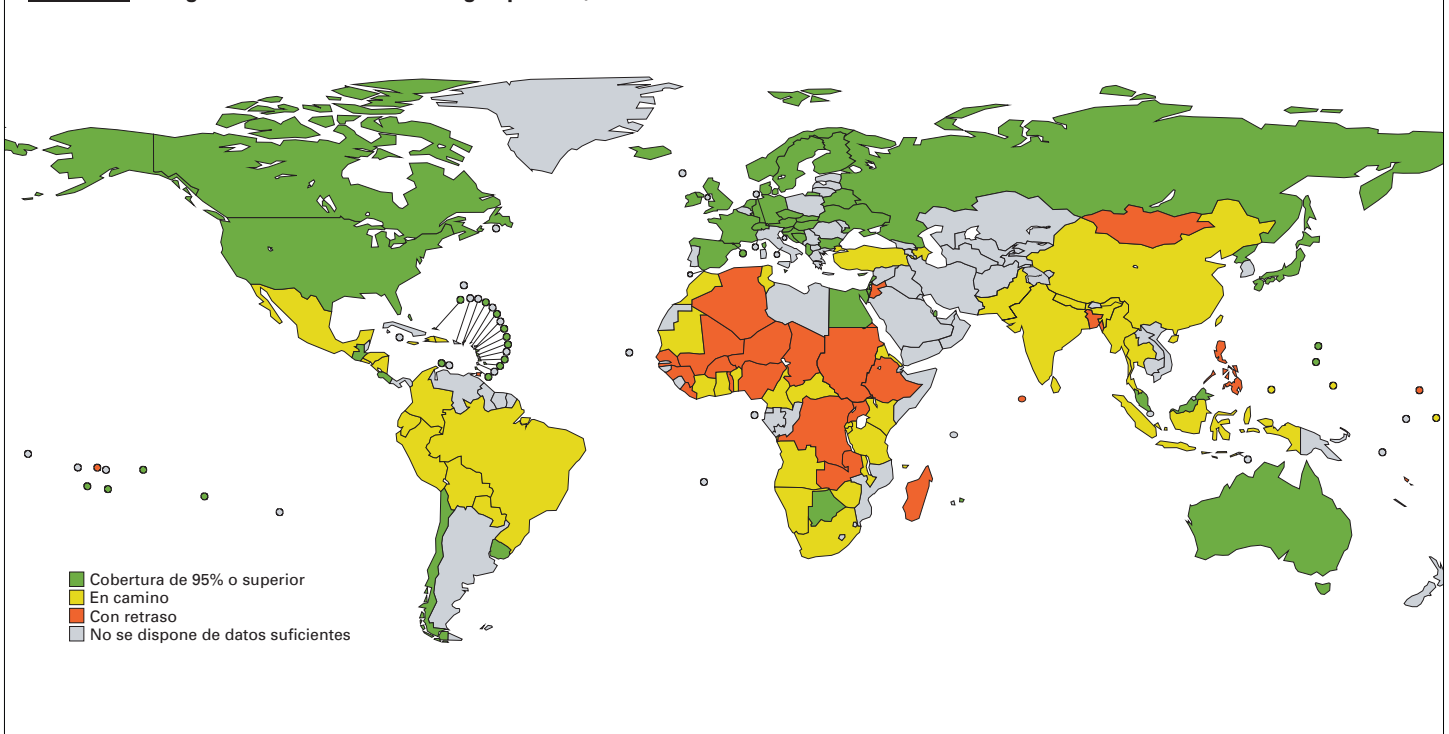 Cobertura de 95% o superior
En camino
Con retraso
No se dispone de datos suficientes